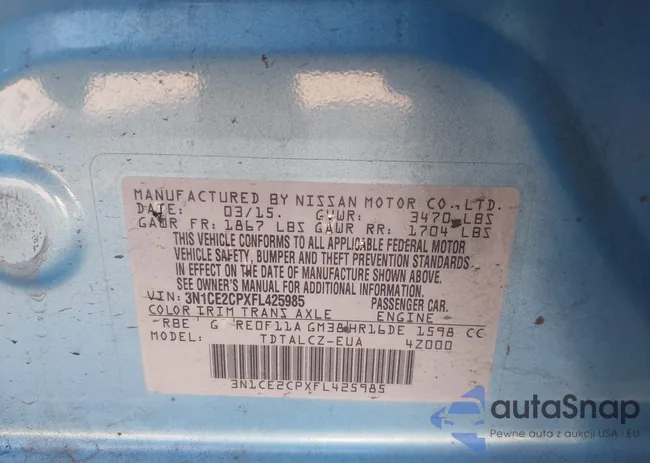 MANUFACTURED BY NISSAN MOTOR CO., LTD.
DATE: 03/15. GVWR: 3470 LBS
GAWR FR: 1867 LBS GAWR RR: 1704 LBS
THIS VEHICLE CONFORMS TO ALL APPLICABLE FEDERAL MOTOR
VEHICLE SAFETY, BUMPER AND THEFT PREVENTION STANDARDS
IN EFFECT ON THE DATE OF MANUFACTURE SHOWN ABOVE.
SEE OWNER'S MANUAL FOR ADDITIONAL INFORMATION.
VIN: 3N1CE2CPXFL425985 PASSENGER CAR.
COLOR TRIM TRANS AXLE ENGINE
RBE G RE0F11A GM38 HR16DE 1598 CC
MODEL: TDTALCZ-EUA 4Z000
3N1CE2CPXFL425985
autaSnap
Pewne auta z aukcji USA i EU